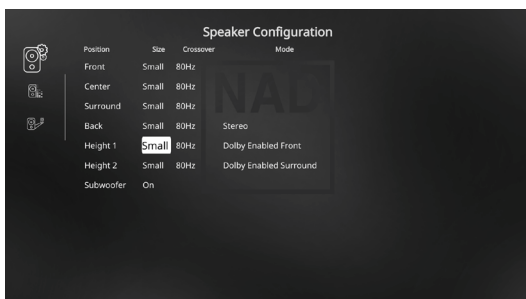 Speaker Configuration
Position Size Crossover Mode
Front Small 80Hz
Center Small 80Hz
Surround Small 80Hz
Back Small 80Hz Stereo
Height 1 Small 80Hz Dolby Enabled Front
Height 2 Small 80Hz Dolby Enabled Surround
Subwoofer On
NAD